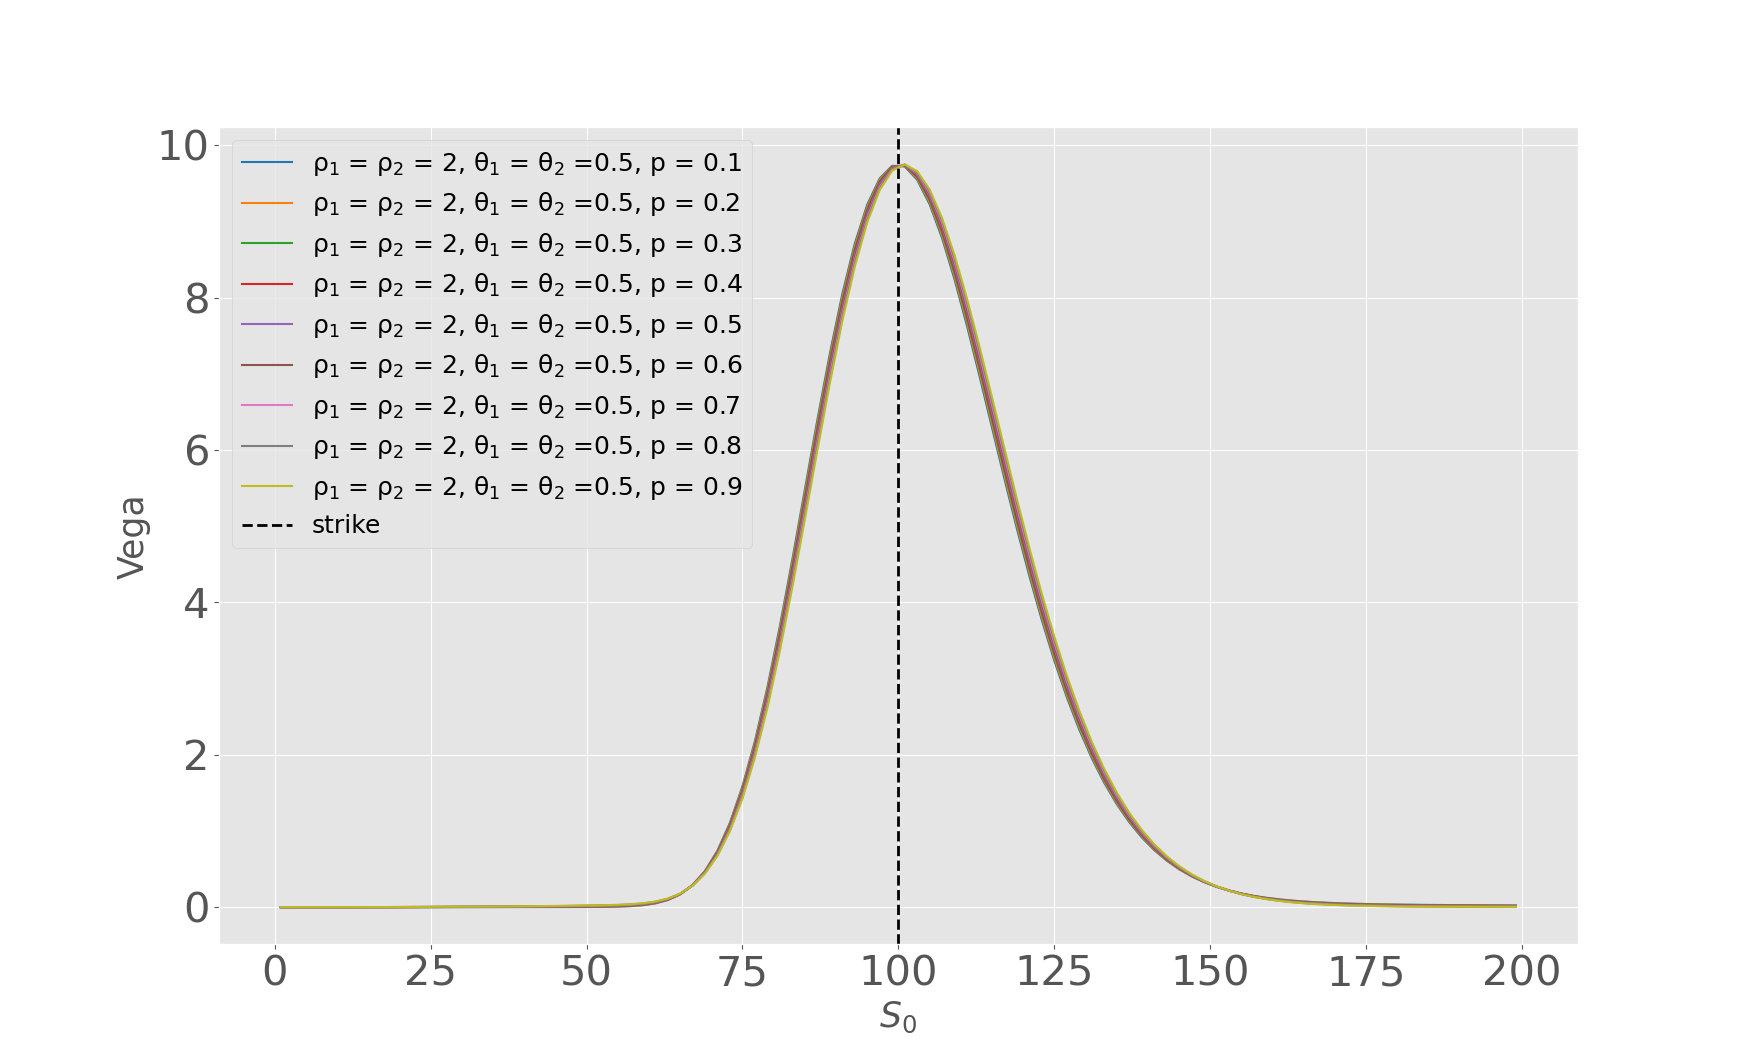 10
8
6
4
2
0
Vega
ρ₁ = ρ₂ = 2, θ₁ = θ₂ =0.5, p = 0.1
ρ₁ = ρ₂ = 2, θ₁ = θ₂ =0.5, p = 0.2
ρ₁ = ρ₂ = 2, θ₁ = θ₂ =0.5, p = 0.3
ρ₁ = ρ₂ = 2, θ₁ = θ₂ =0.5, p = 0.4
ρ₁ = ρ₂ = 2, θ₁ = θ₂ =0.5, p = 0.5
ρ₁ = ρ₂ = 2, θ₁ = θ₂ =0.5, p = 0.6
ρ₁ = ρ₂ = 2, θ₁ = θ₂ =0.5, p = 0.7
ρ₁ = ρ₂ = 2, θ₁ = θ₂ =0.5, p = 0.8
ρ₁ = ρ₂ = 2, θ₁ = θ₂ =0.5, p = 0.9
strike
0 25 50 75 100 125 150 175 200
S₀